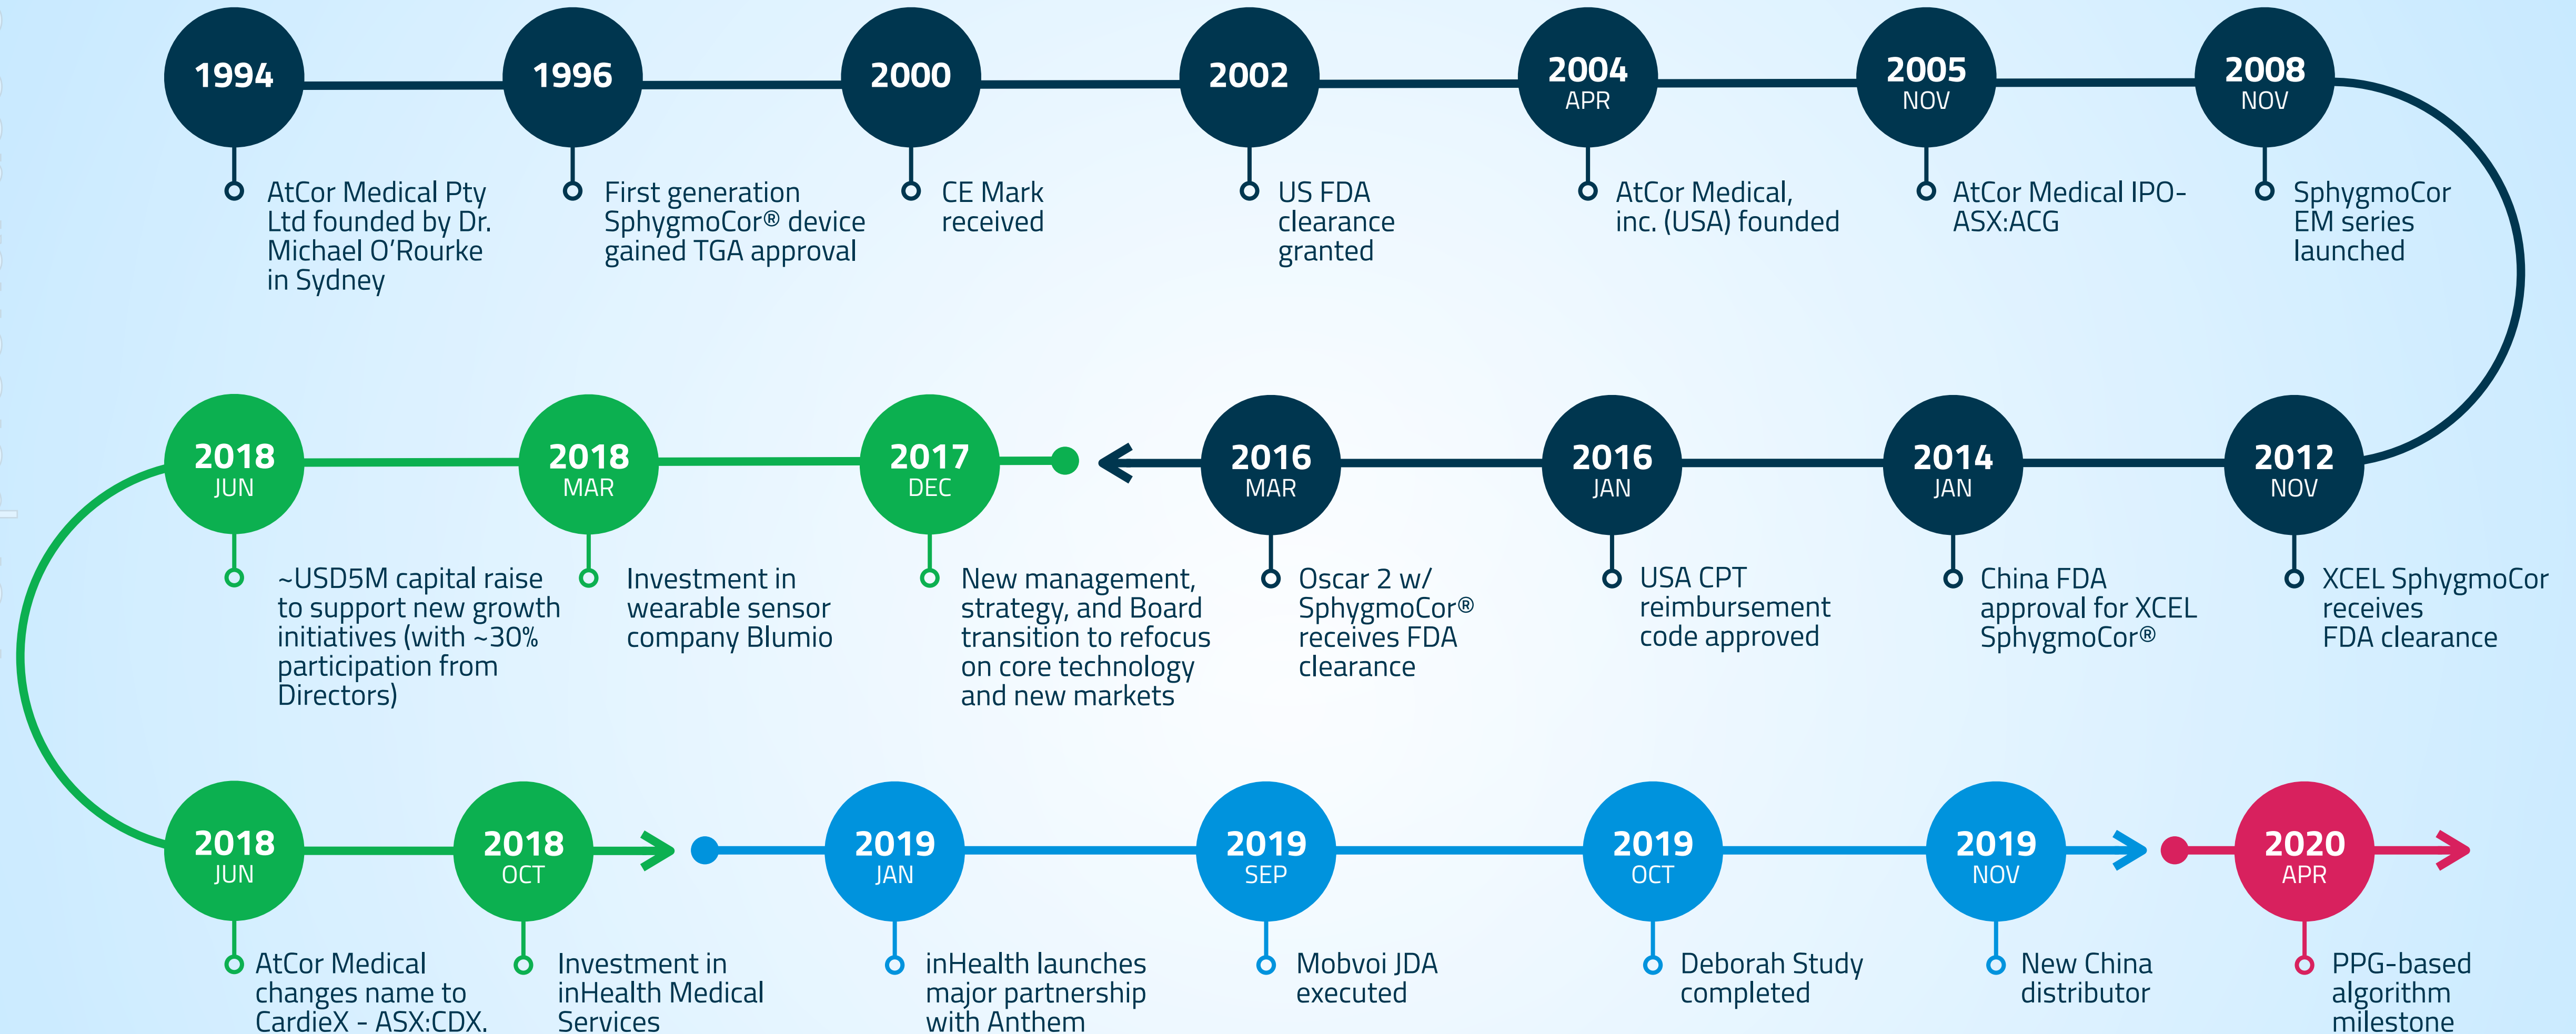 1994
AtCor Medical Pty
Ltd founded by Dr.
Michael O'Rourke
in Sydney
1996
First generation
SphygmoCor® device
gained TGA approval
2000
CE Mark
received
2002
US FDA
clearance
granted
2004
APR
AtCor Medical,
inc. (USA) founded
2005
NOV
AtCor Medical IPO-
ASX:ACG
2008
NOV
SphygmoCor
EM series
launched
2012
NOV
XCEL SphygmoCor
receives
FDA clearance
2014
JAN
China FDA
approval for XCEL
SphygmoCor®
2016
JAN
USA CPT
reimbursement
code approved
2016
MAR
Oscar 2 w/
SphygmoCor®
receives FDA
clearance
2017
DEC
New management,
strategy, and Board
transition to refocus
on core technology
and new markets
2018
MAR
Investment in
wearable sensor
company Blumio
2018
JUN
~USD5M capital raise
to support new growth
initiatives (with ~30%
participation from
Directors)
2018
JUN
AtCor Medical
changes name to
CardieX - ASX:CDX.
2018
OCT
Investment in
inHealth Medical
Services
2019
JAN
inHealth launches
major partnership
with Anthem
2019
SEP
Mobvoi JDA
executed
2019
OCT
Deborah Study
completed
2019
NOV
New China
distributor
2020
APR
PPG-based
algorithm
milestone